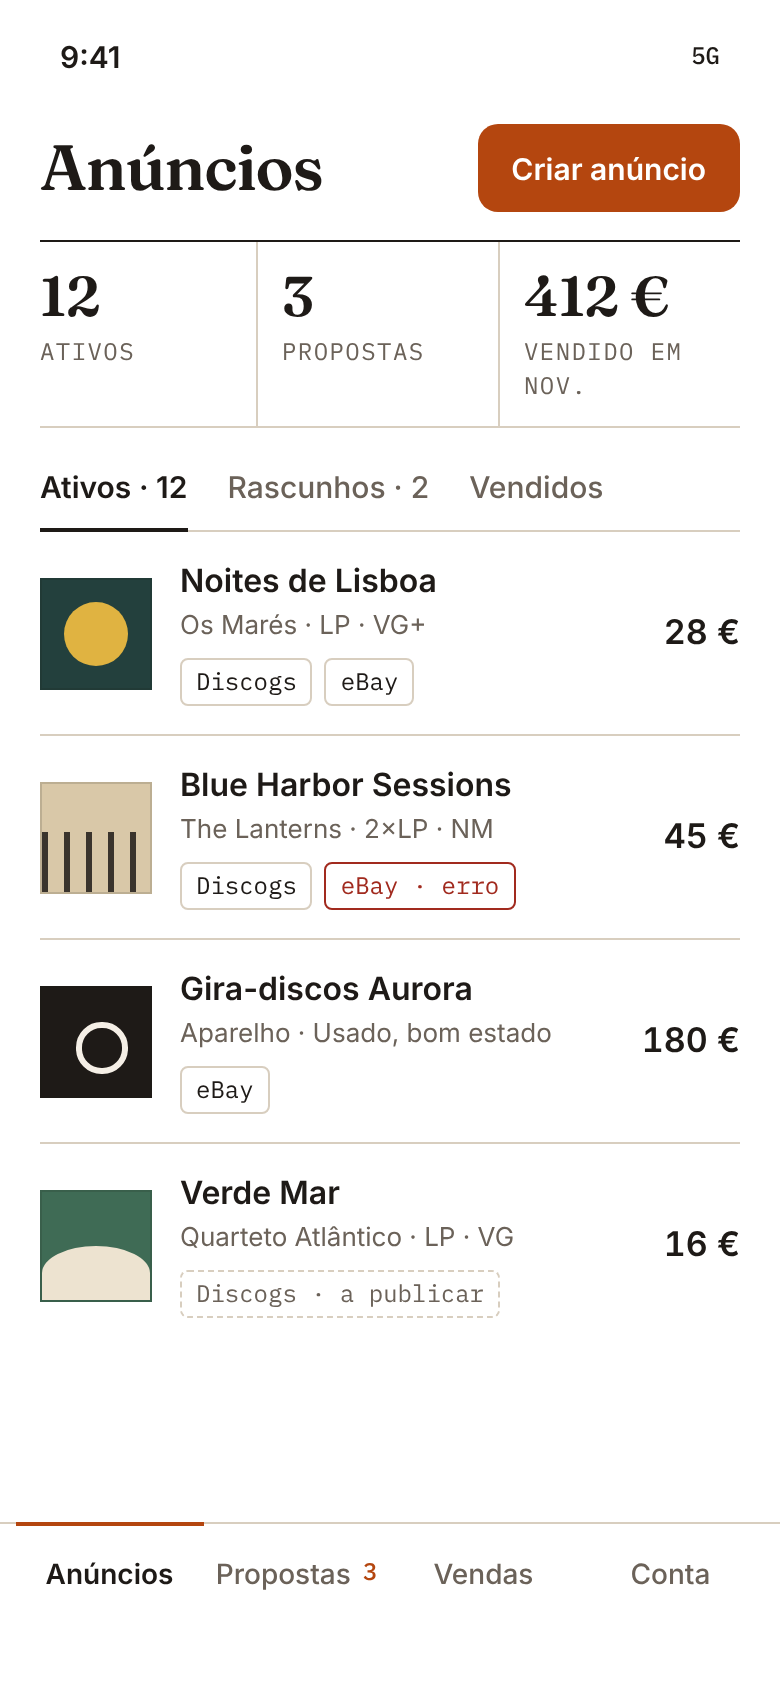 9:41
5G
Anúncios
Criar anúncio
12
ATIVOS
3
PROPOSTAS
412 €
VENDIDO EM
NOV.
Ativos · 12
Rascunhos · 2
Vendidos
Noites de Lisboa
Os Marés · LP · VG+
Discogs
eBay
28 €
Blue Harbor Sessions
The Lanterns · 2×LP · NM
Discogs
eBay · erro
45 €
Gira-discos Aurora
Aparelho · Usado, bom estado
eBay
180 €
Verde Mar
Quarteto Atlântico · LP · VG
Discogs · a publicar
16 €
Anúncios
Propostas 3
Vendas
Conta